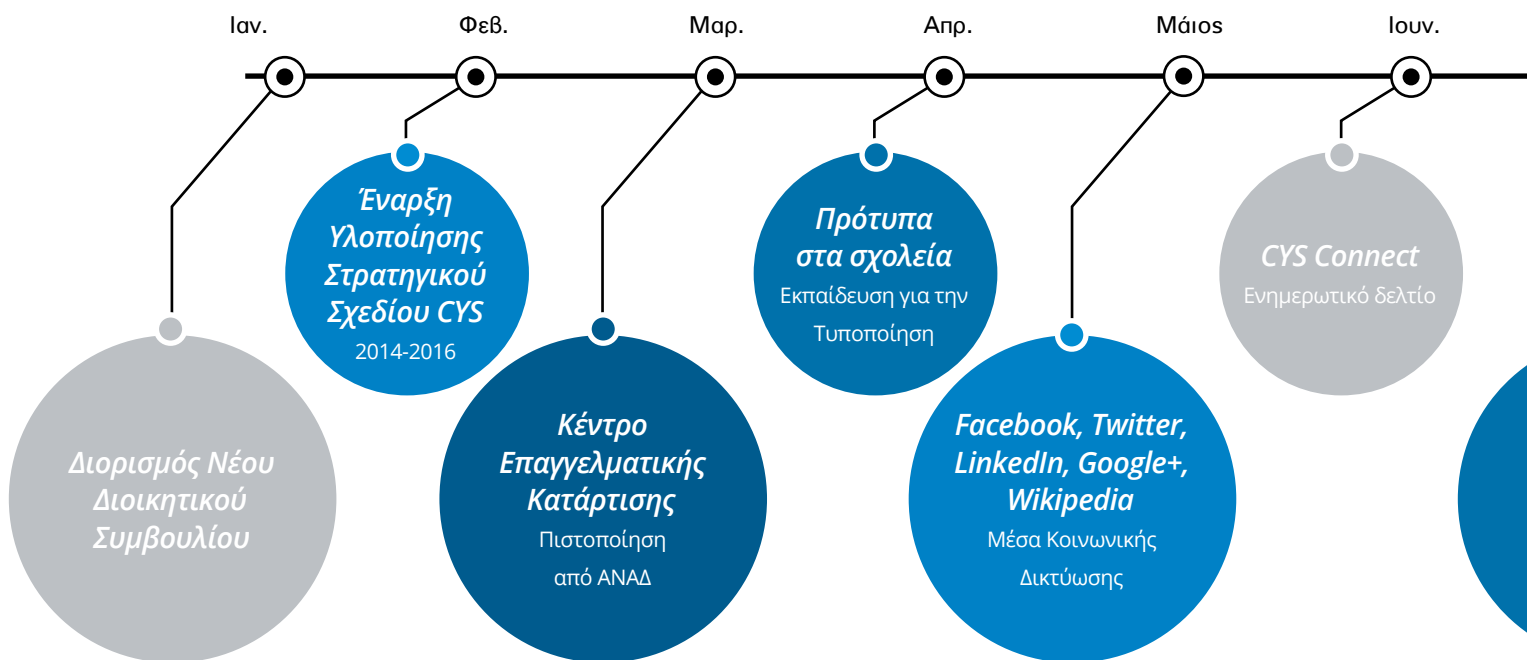 Ιαν.
Φεβ.
Μαρ.
Απρ.
Μάιος
Ιουν.
Διορισμός Νέου
Διοικητικού
Συμβουλίου
Έναρξη
Υλοποίησης
Στρατηγικού
Σχεδίου CYS
2014-2016
Κέντρο
Επαγγελματικής
Κατάρτισης
Πιστοποίηση
από ΑΝΑΔ
Πρότυπα
στα σχολεία
Εκπαίδευση για την
Τυποποίηση
Facebook, Twitter,
LinkedIn, Google+,
Wikipedia
Μέσα Κοινωνικής
Δικτύωσης
CYS Connect
Ενημερωτικό δελτίο